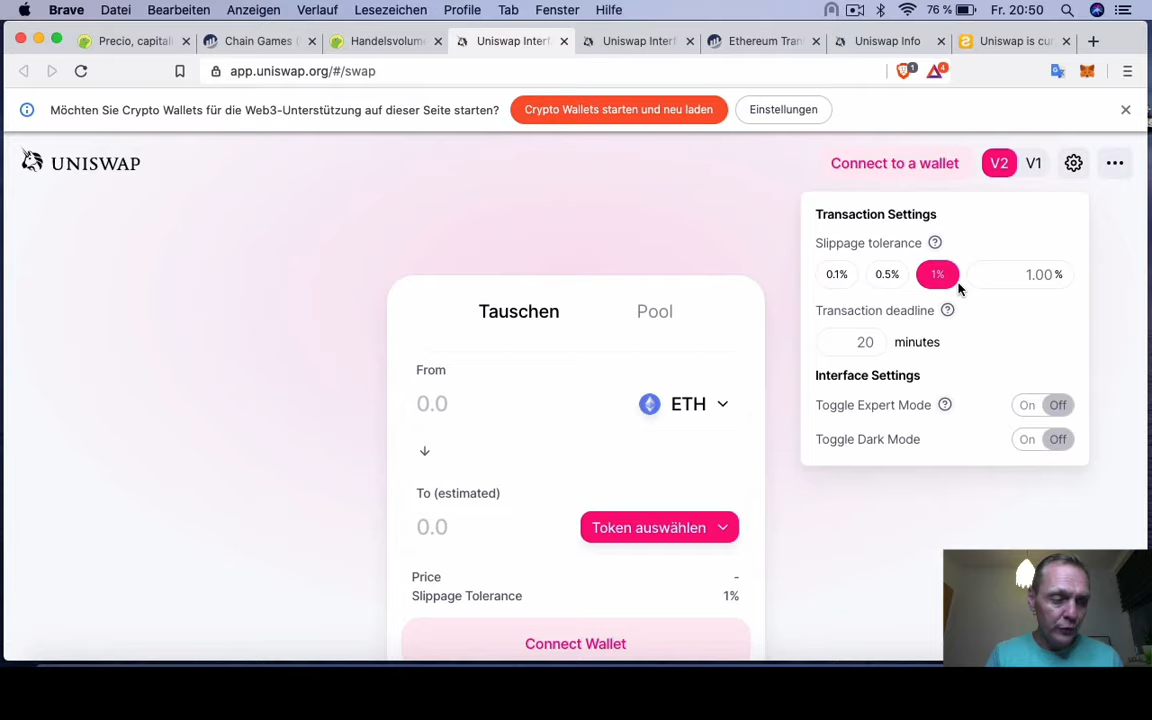 Brave Datei Bearbeiten Anzeigen Verlauf Lesezeichen Profile Tab Fenster Hilfe 76 % Fr. 20:50
Precio, capital Chain Games ( Handelsvolume Uniswap Interf Uniswap Interf Ethereum Tran Uniswap Info Uniswap is cur
app.uniswap.org/#/swap 1 4
Möchten Sie Crypto Wallets für die Web3-Unterstützung auf dieser Seite starten? Crypto Wallets starten und neu laden Einstellungen
UNISWAP Connect to a wallet V2 V1
Transaction Settings
Slippage tolerance ?
0.1% 0.5% 1% 1.00 %
Transaction deadline ?
20 minutes
Interface Settings
Toggle Expert Mode ? On Off
Toggle Dark Mode On Off
Tauschen Pool
From
0.0 ETH
To (estimated)
0.0 Token auswählen
Price -
Slippage Tolerance 1%
Connect Wallet